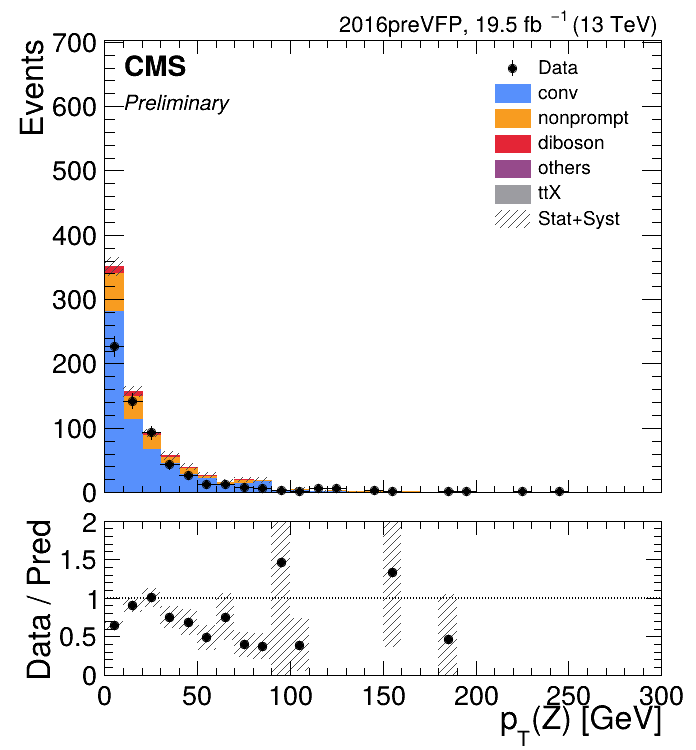 2016preVFP, 19.5 fb⁻¹ (13 TeV)
Events
700
600
500
400
300
200
100
0
CMS
Preliminary
Data
conv
nonprompt
diboson
others
ttX
Stat+Syst
Data / Pred
2
1.5
1
0.5
0
0 50 100 150 200 250 300
p_T(Z) [GeV]